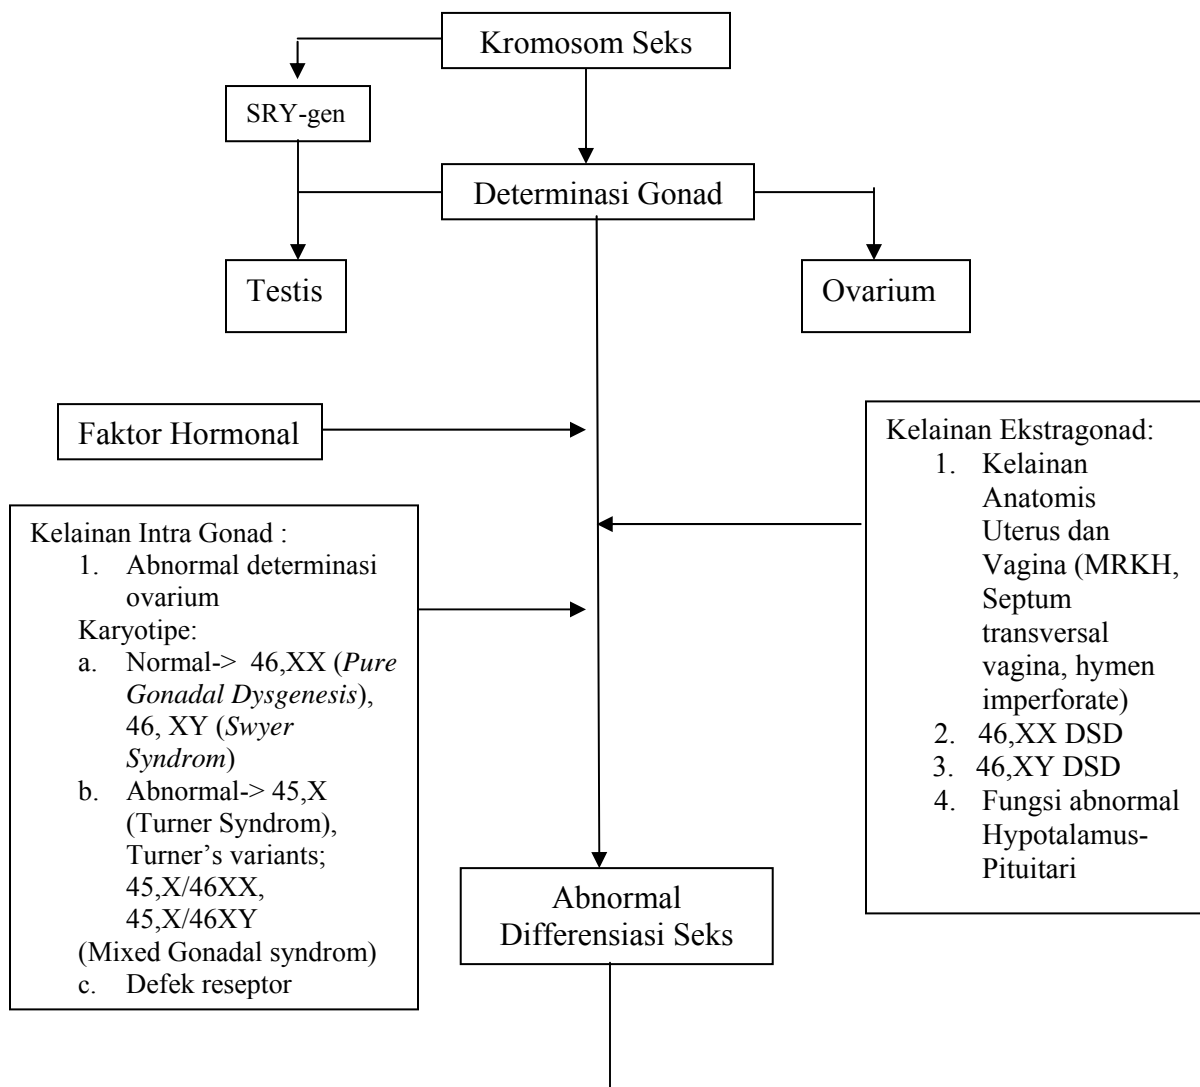 Kromosom Seks
SRY-gen
Determinasi Gonad
Testis
Ovarium
Faktor Hormonal
Kelainan Ekstragonad:
1. Kelainan
Anatomis
Uterus dan
Vagina (MRKH,
Septum
transversal
vagina, hymen
imperforate)
2. 46,XX DSD
3. 46,XY DSD
4. Fungsi abnormal
Hypotalamus-
Pituitari
Kelainan Intra Gonad :
1. Abnormal determinasi
ovarium
Karyotipe:
a. Normal-> 46,XX (Pure
Gonadal Dysgenesis),
46, XY (Swyer
Syndrom)
b. Abnormal-> 45,X
(Turner Syndrom),
Turner’s variants;
45,X/46XX,
45,X/46XY
(Mixed Gonadal syndrom)
c. Defek reseptor
Abnormal
Differensiasi Seks